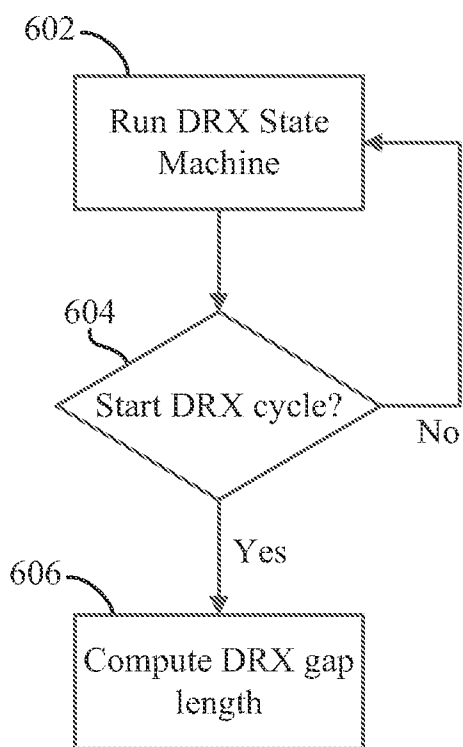 602
Run DRX State
Machine
604
Start DRX cycle?
No
Yes
606
Compute DRX gap
length